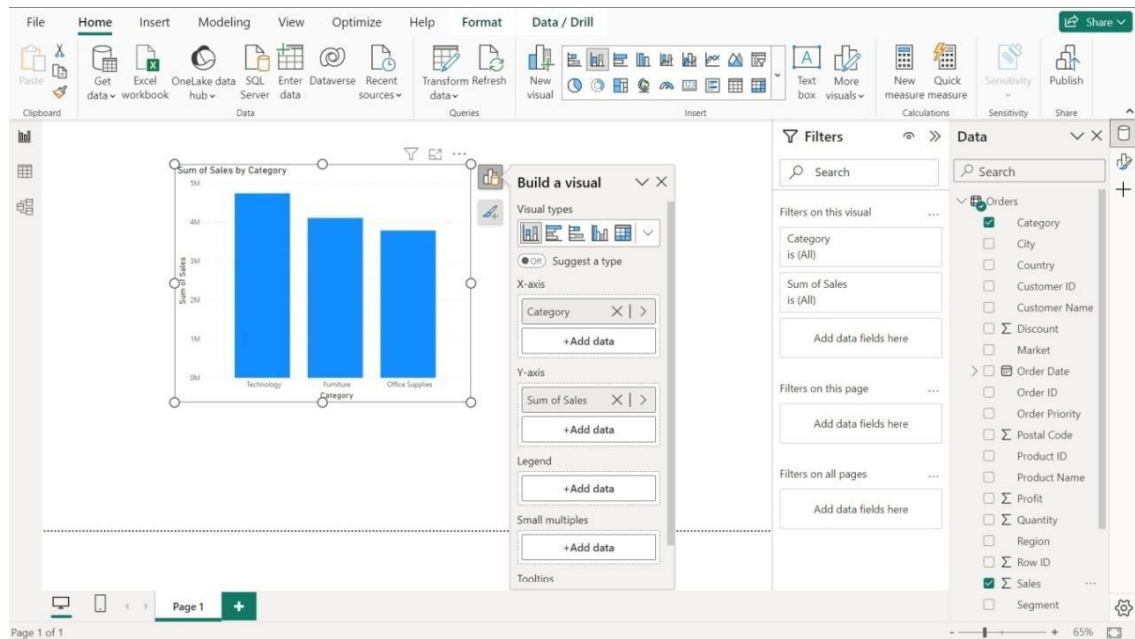 File Home Insert Modeling View Optimize Help Format Data / Drill Share
Paste
Get data
Excel workbook
OneLake data hub
SQL Server
Enter data
Dataverse
Recent sources
Transform data
Refresh
New visual
A
Text box
More visuals
New measure
Quick measure
Sensitivity
Publish
Clipboard Data Queries Insert Calculations Sensitivity Share
Sum of Sales by Category
5M
4M
3M
2M
1M
0M
Sum of Sales
Technology Furniture Office Supplies
Category
Build a visual
Visual types
Off Suggest a type
X-axis
Category
+Add data
Y-axis
Sum of Sales
+Add data
Legend
+Add data
Small multiples
+Add data
Tooltips
Filters
Search
Filters on this visual ...
Category
is (All)
Sum of Sales
is (All)
Add data fields here
Filters on this page ...
Add data fields here
Filters on all pages ...
Add data fields here
Data
Search
Orders
Category
City
Country
Customer ID
Customer Name
Σ Discount
Market
Order Date
Order ID
Order Priority
Σ Postal Code
Product ID
Product Name
Σ Profit
Σ Quantity
Region
Σ Row ID
Σ Sales ...
Segment
Page 1 +
Page 1 of 1
- + 65%